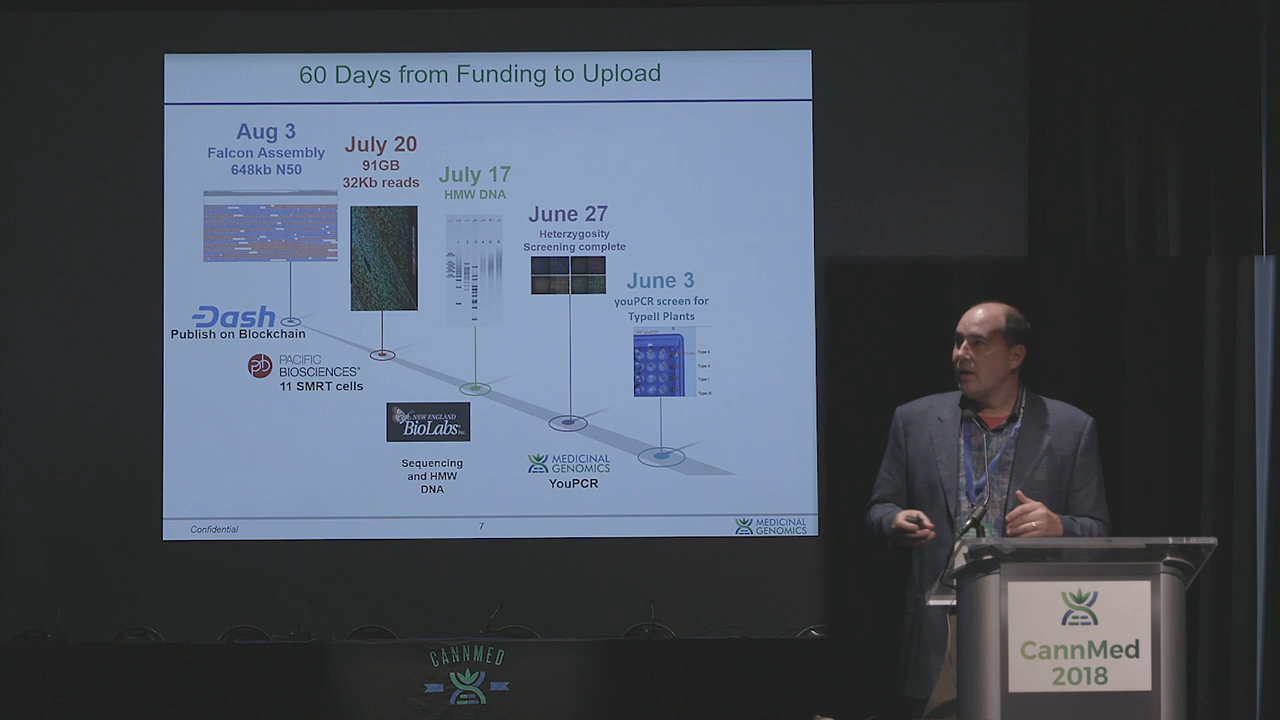 60 Days from Funding to Upload
Aug 3
Falcon Assembly
648kb N50
July 20
91GB
32Kb reads
July 17
HMW DNA
June 27
Heterzygosity
Screening complete
June 3
youPCR screen for
TypeII Plants
Dash
Publish on Blockchain
PACIFIC
BIOSCIENCES®
11 SMRT cells
NEW ENGLAND
BioLabs Inc.
Sequencing
and HMW
DNA
MEDICINAL
GENOMICS
YouPCR
Confidential
7
MEDICINAL
GENOMICS
CANNMED
CannMed
2018